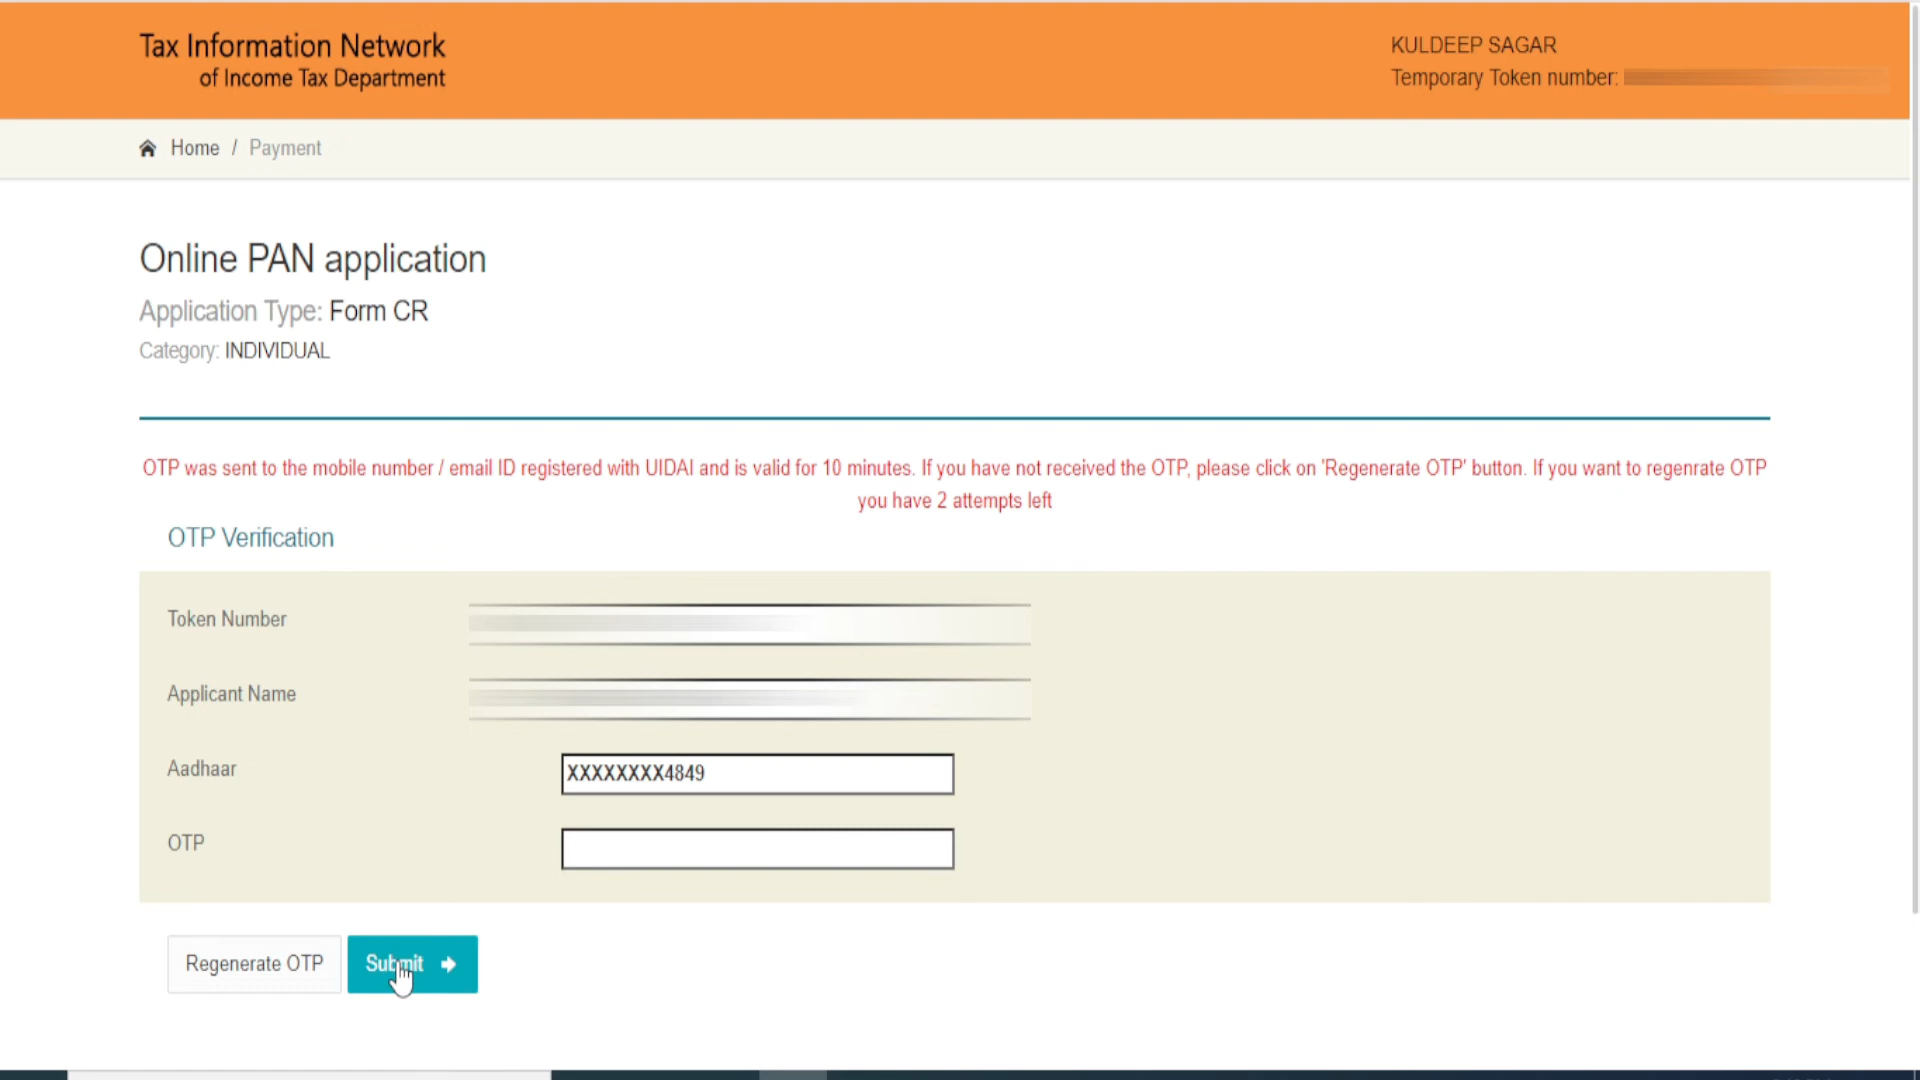 Tax Information Network
of Income Tax Department
KULDEEP SAGAR
Temporary Token number:
Home / Payment
Online PAN application
Application Type: Form CR
Category: INDIVIDUAL
OTP was sent to the mobile number / email ID registered with UIDAI and is valid for 10 minutes. If you have not received the OTP, please click on 'Regenerate OTP' button. If you want to regenrate OTP
you have 2 attempts left
OTP Verification
Token Number
Applicant Name
Aadhaar XXXXXXXX4849
OTP
Regenerate OTP Submit